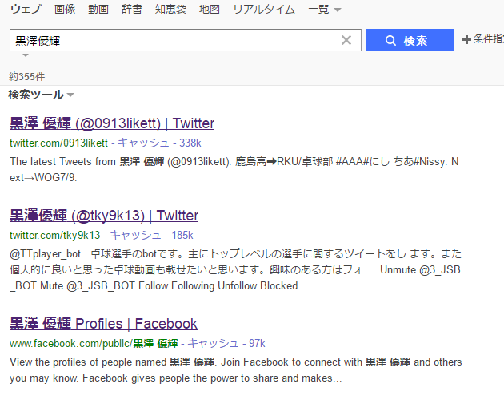 ウェブ 画像 動画 辞書 知恵袋 地図 リアルタイム 一覧
黒澤優輝
検索
条件指
約355件
検索ツール
黒澤 優輝 (@0913likett) | Twitter
twitter.com/0913likett - キャッシュ - 338k
The latest Tweets from 黒澤 優輝 (@0913likett). 鹿島高➡RKU/卓球部 #AAA#にし ちあ#Nissy. N
ext→WOG7/9.
黒澤優輝 (@tky9k13) | Twitter
twitter.com/tky9k13 - キャッシュ - 185k
@TTplayer_bot · 卓球選手のbotです。主にトップレベルの選手に関するツイートをし ます。また
個人的に良いと思った卓球動画も載せたいと思います。興味のある方はフォー ... Unmute @3_JSB
_BOT Mute @3_JSB_BOT Follow Following Unfollow Blocked
黒澤 優輝 Profiles | Facebook
www.facebook.com/public/黒澤 優輝 - キャッシュ - 97k
View the profiles of people named 黒澤 優輝. Join Facebook to connect with 黒澤 優輝 and others
you may know. Facebook gives people the power to share and makes...